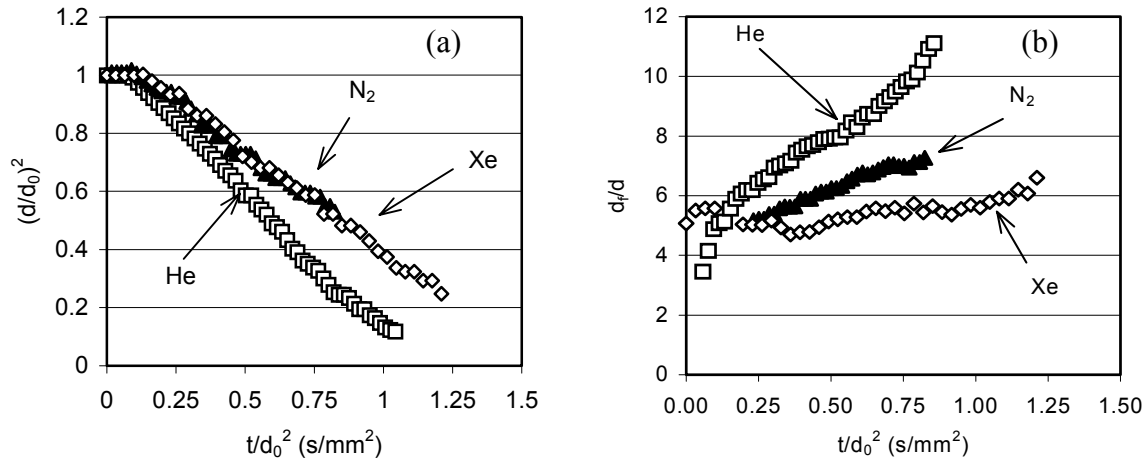 (a)
N₂
Xe
He
(d/d₀)²
1.2
1
0.8
0.6
0.4
0.2
0
0 0.25 0.5 0.75 1 1.25 1.5
t/d₀² (s/mm²)
(b)
He
N₂
Xe
d_f/d
12
10
8
6
4
2
0
0.00 0.25 0.50 0.75 1.00 1.25 1.50
t/d₀² (s/mm²)